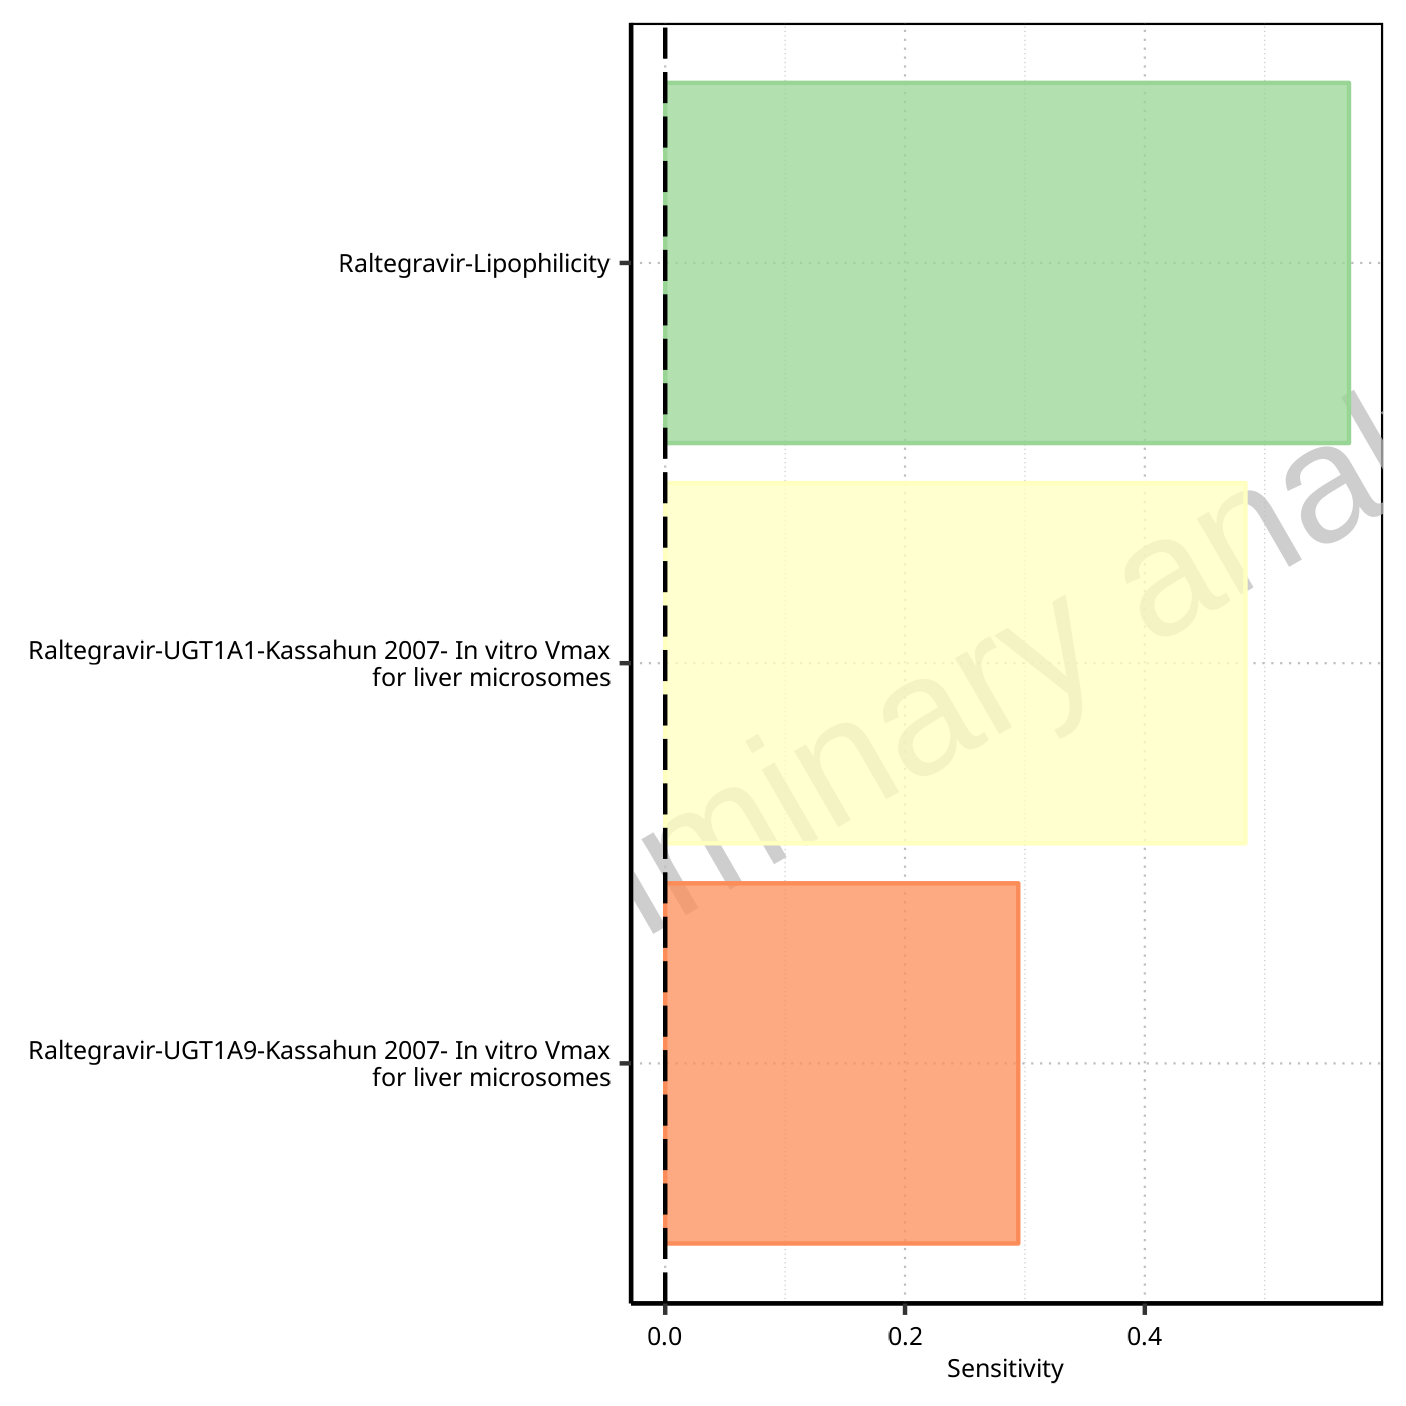 Raltegravir-Lipophilicity
Raltegravir-UGT1A1-Kassahun 2007- In vitro Vmax
for liver microsomes
Raltegravir-UGT1A9-Kassahun 2007- In vitro Vmax
for liver microsomes
minary anal
0.0 0.2 0.4
Sensitivity